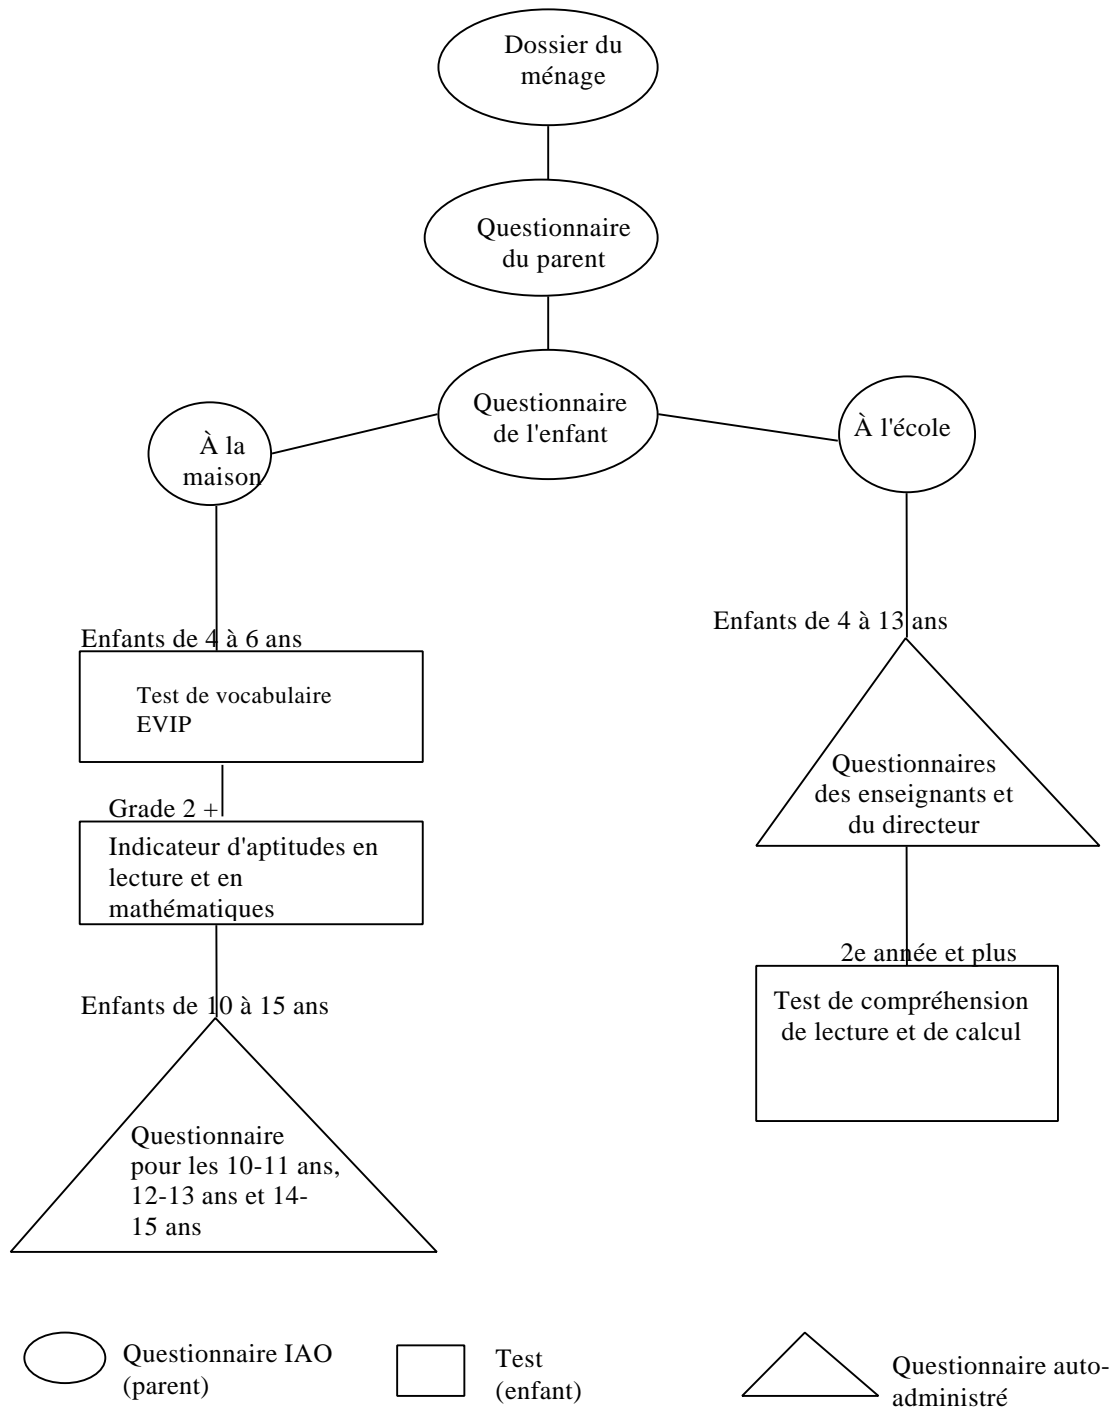 Dossier du
ménage
Questionnaire
du parent
Questionnaire
de l'enfant
À la
maison
À l'école
Enfants de 4 à 6 ans
Test de vocabulaire
EVIP
Grade 2 +
Indicateur d'aptitudes en
lecture et en
mathématiques
Enfants de 10 à 15 ans
Questionnaire
pour les 10-11 ans,
12-13 ans et 14-
15 ans
Enfants de 4 à 13 ans
Questionnaires
des enseignants et
du directeur
2e année et plus
Test de compréhension
de lecture et de calcul
Questionnaire IAO
(parent)
Test
(enfant)
Questionnaire auto-
administré